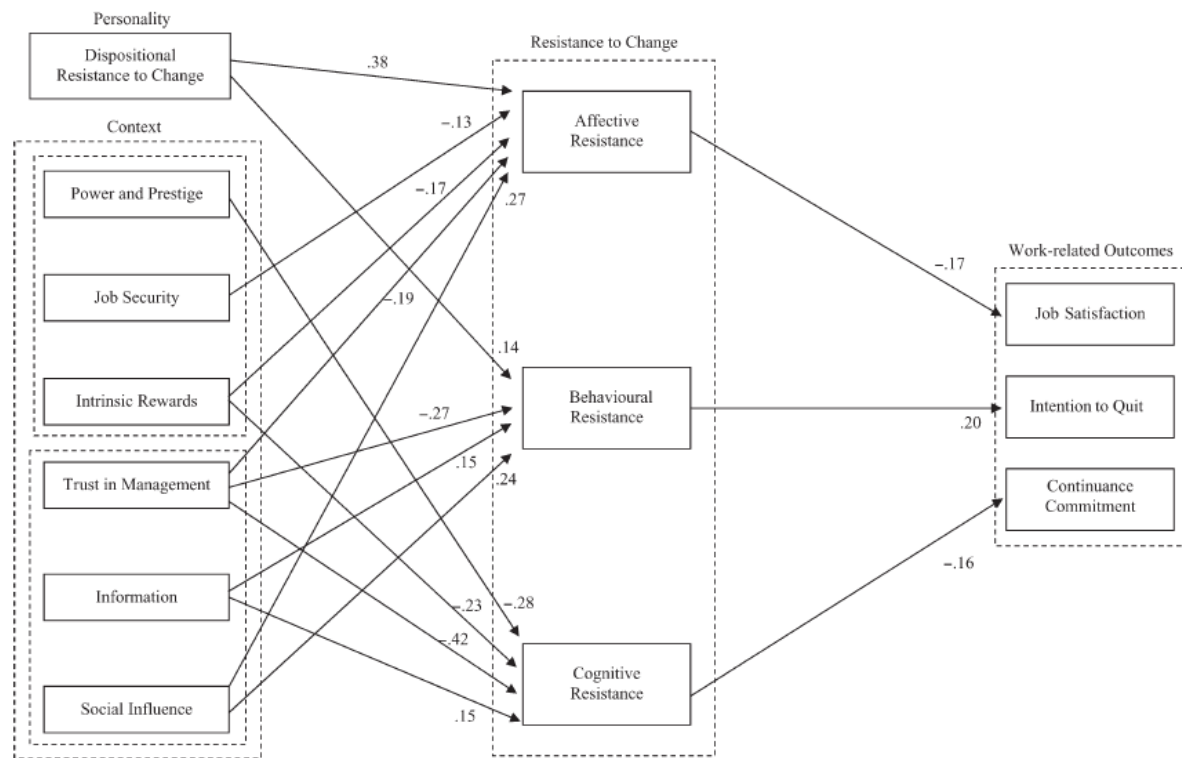 Personality
Dispositional
Resistance to Change
Context
Power and Prestige
Job Security
Intrinsic Rewards
Trust in Management
Information
Social Influence
.38
–.13
–.17
.27
–.19
.14
–.27
.15
.24
–.28
–.23
–.42
.15
Resistance to Change
Affective
Resistance
Behavioural
Resistance
Cognitive
Resistance
–.17
.20
–.16
Work-related Outcomes
Job Satisfaction
Intention to Quit
Continuance
Commitment